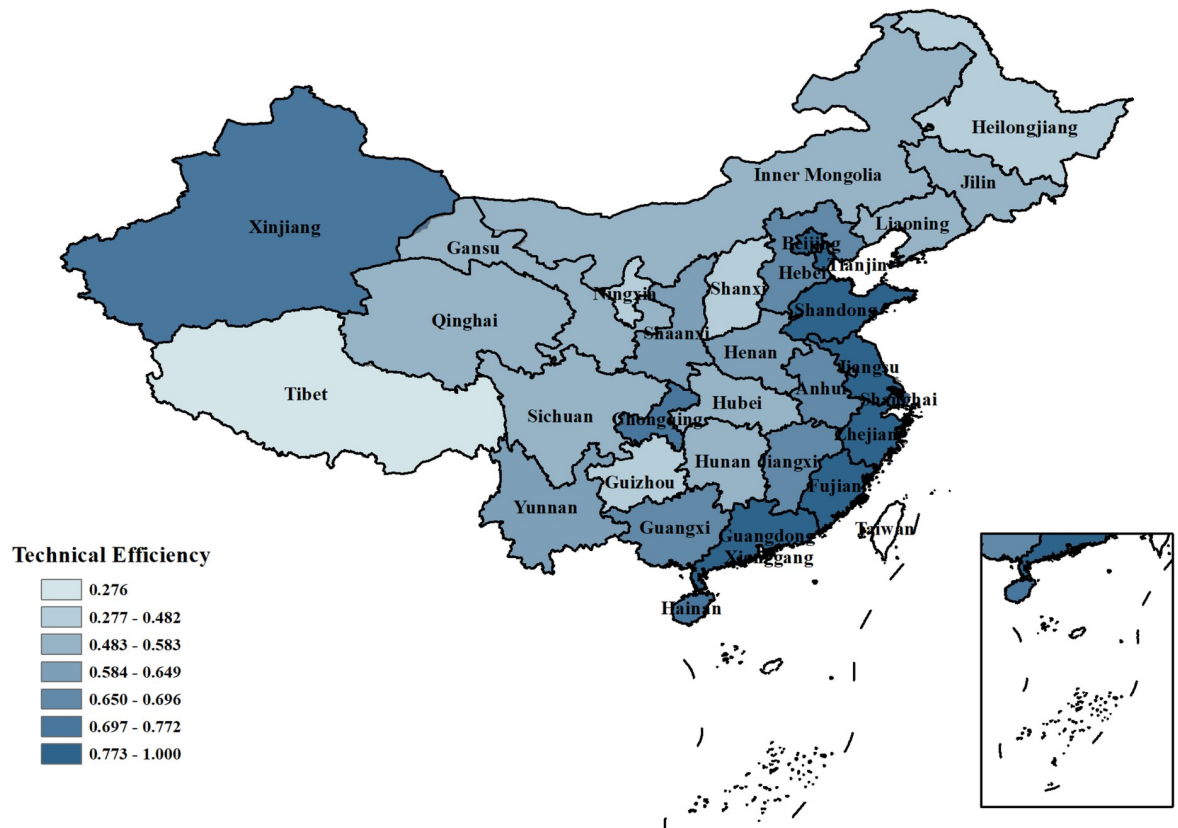 Heilongjiang
Inner Mongolia
Jilin
Xinjiang
Liaoning
Gansu
Beijing
Tianjin
Hebei
Ningxia
Shanxi
Shandong
Qinghai
Shaanxi
Henan
Jiangsu
Tibet
Anhui
Shanghai
Sichuan
Hubei
Chongqing
Zhejiang
Hunan
Jiangxi
Guizhou
Fujian
Yunnan
Guangxi
Guangdong
Taiwan
Xianggang
Hainan
Technical Efficiency
0.276
0.277 - 0.482
0.483 - 0.583
0.584 - 0.649
0.650 - 0.696
0.697 - 0.772
0.773 - 1.000